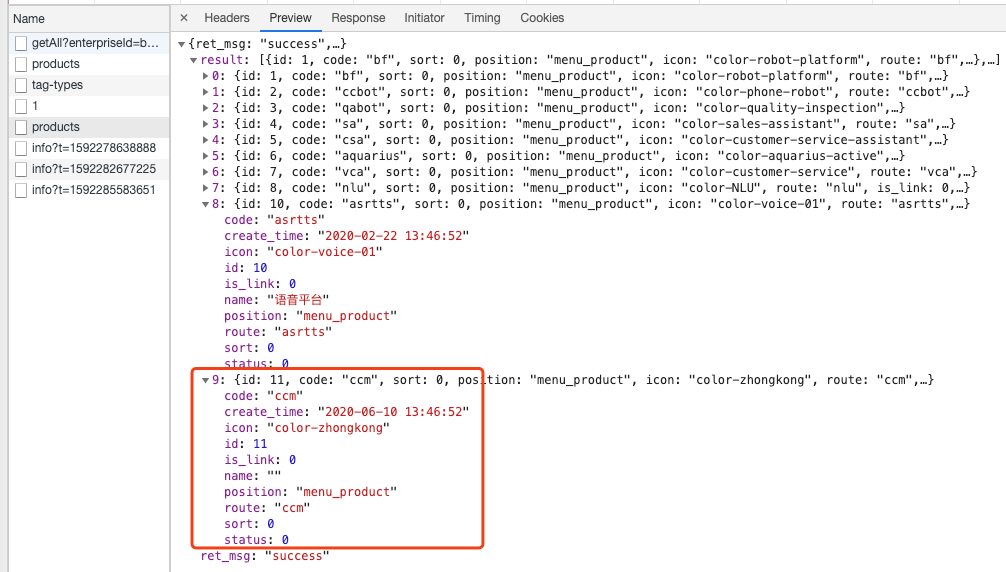 Name
× Headers Preview Response Initiator Timing Cookies
getAll?enterpriseId=b...
products
tag-types
1
products
info?t=1592278638888
info?t=1592282677225
info?t=1592285583651
{ret_msg: "success",…}
result: [{id: 1, code: "bf", sort: 0, position: "menu_product", icon: "color-robot-platform", route: "bf",…},…]
0: {id: 1, code: "bf", sort: 0, position: "menu_product", icon: "color-robot-platform", route: "bf",…}
1: {id: 2, code: "ccbot", sort: 0, position: "menu_product", icon: "color-phone-robot", route: "ccbot",…}
2: {id: 3, code: "qabot", sort: 0, position: "menu_product", icon: "color-quality-inspection",…}
3: {id: 4, code: "sa", sort: 0, position: "menu_product", icon: "color-sales-assistant", route: "sa",…}
4: {id: 5, code: "csa", sort: 0, position: "menu_product", icon: "color-customer-service-assistant",…}
5: {id: 6, code: "aquarius", sort: 0, position: "menu_product", icon: "color-aquarius-active",…}
6: {id: 7, code: "vca", sort: 0, position: "menu_product", icon: "color-customer-service", route: "vca",…}
7: {id: 8, code: "nlu", sort: 0, position: "menu_product", icon: "color-NLU", route: "nlu", is_link: 0,…}
8: {id: 10, code: "asrtts", sort: 0, position: "menu_product", icon: "color-voice-01", route: "asrtts",…}
code: "asrtts"
create_time: "2020-02-22 13:46:52"
icon: "color-voice-01"
id: 10
is_link: 0
name: "语音平台"
position: "menu_product"
route: "asrtts"
sort: 0
status: 0
9: {id: 11, code: "ccm", sort: 0, position: "menu_product", icon: "color-zhongkong", route: "ccm",…}
code: "ccm"
create_time: "2020-06-10 13:46:52"
icon: "color-zhongkong"
id: 11
is_link: 0
name: ""
position: "menu_product"
route: "ccm"
sort: 0
status: 0
ret_msg: "success"